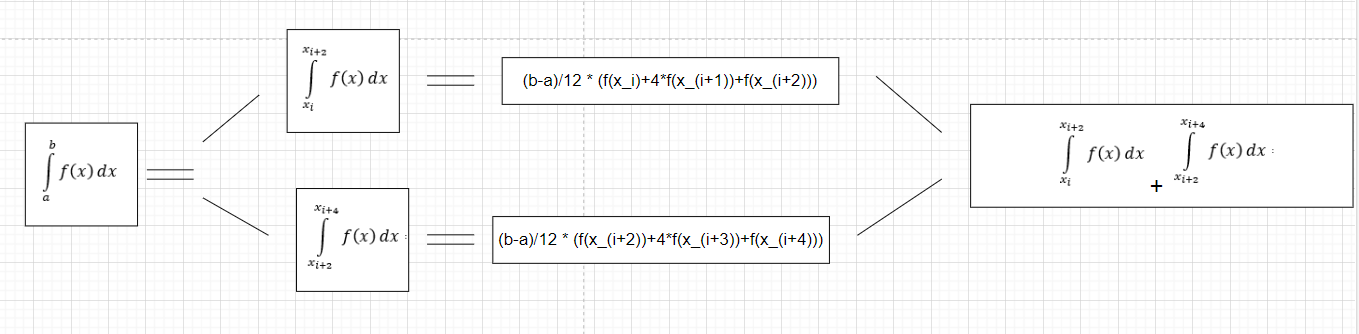 b
∫ f(x) dx
a
x_{i+2}
∫ f(x) dx
x_i
(b-a)/12 * (f(x_i)+4*f(x_(i+1))+f(x_(i+2)))
x_{i+4}
∫ f(x) dx :
x_{i+2}
(b-a)/12 * (f(x_(i+2))+4*f(x_(i+3))+f(x_(i+4)))
x_{i+2} x_{i+4}
∫ f(x) dx + ∫ f(x) dx :
x_i x_{i+2}